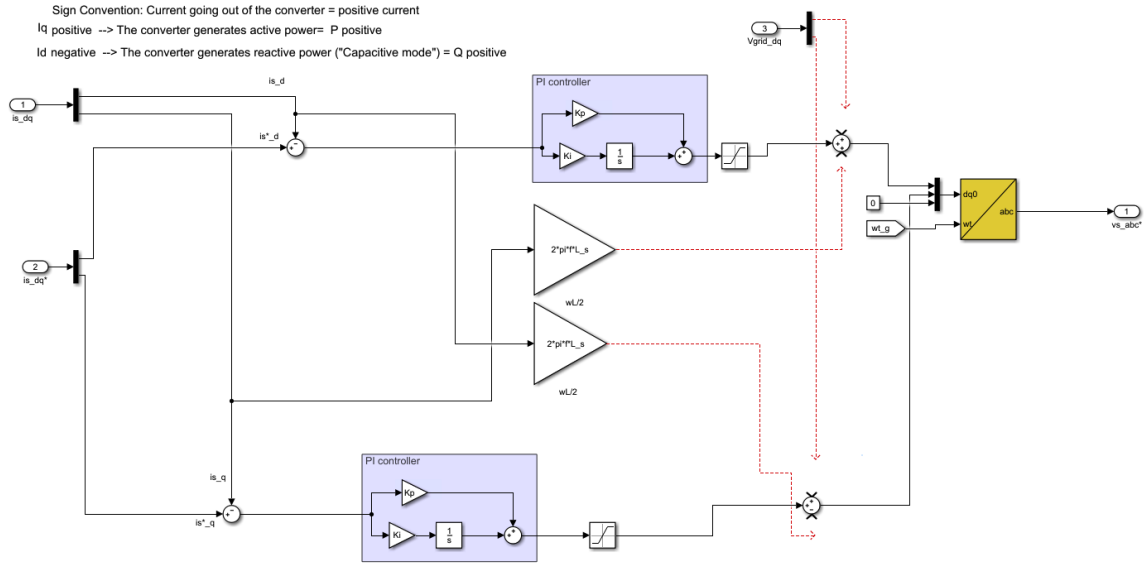 Sign Convention: Current going out of the converter = positive current
Iq positive --> The converter generates active power= P positive
Id negative --> The converter generates reactive power ("Capacitive mode") = Q positive
3
Vgrid_dq
is_d
PI controller
1
is_dq
Kp
is*_d
Ki
1
s
0
dq0
abc
wt
wt_g
1
vs_abc*
2*pi*f*L_s
wL/2
2
is_dq*
2*pi*f*L_s
wL/2
PI controller
is_q
Kp
is*_q
Ki
1
s